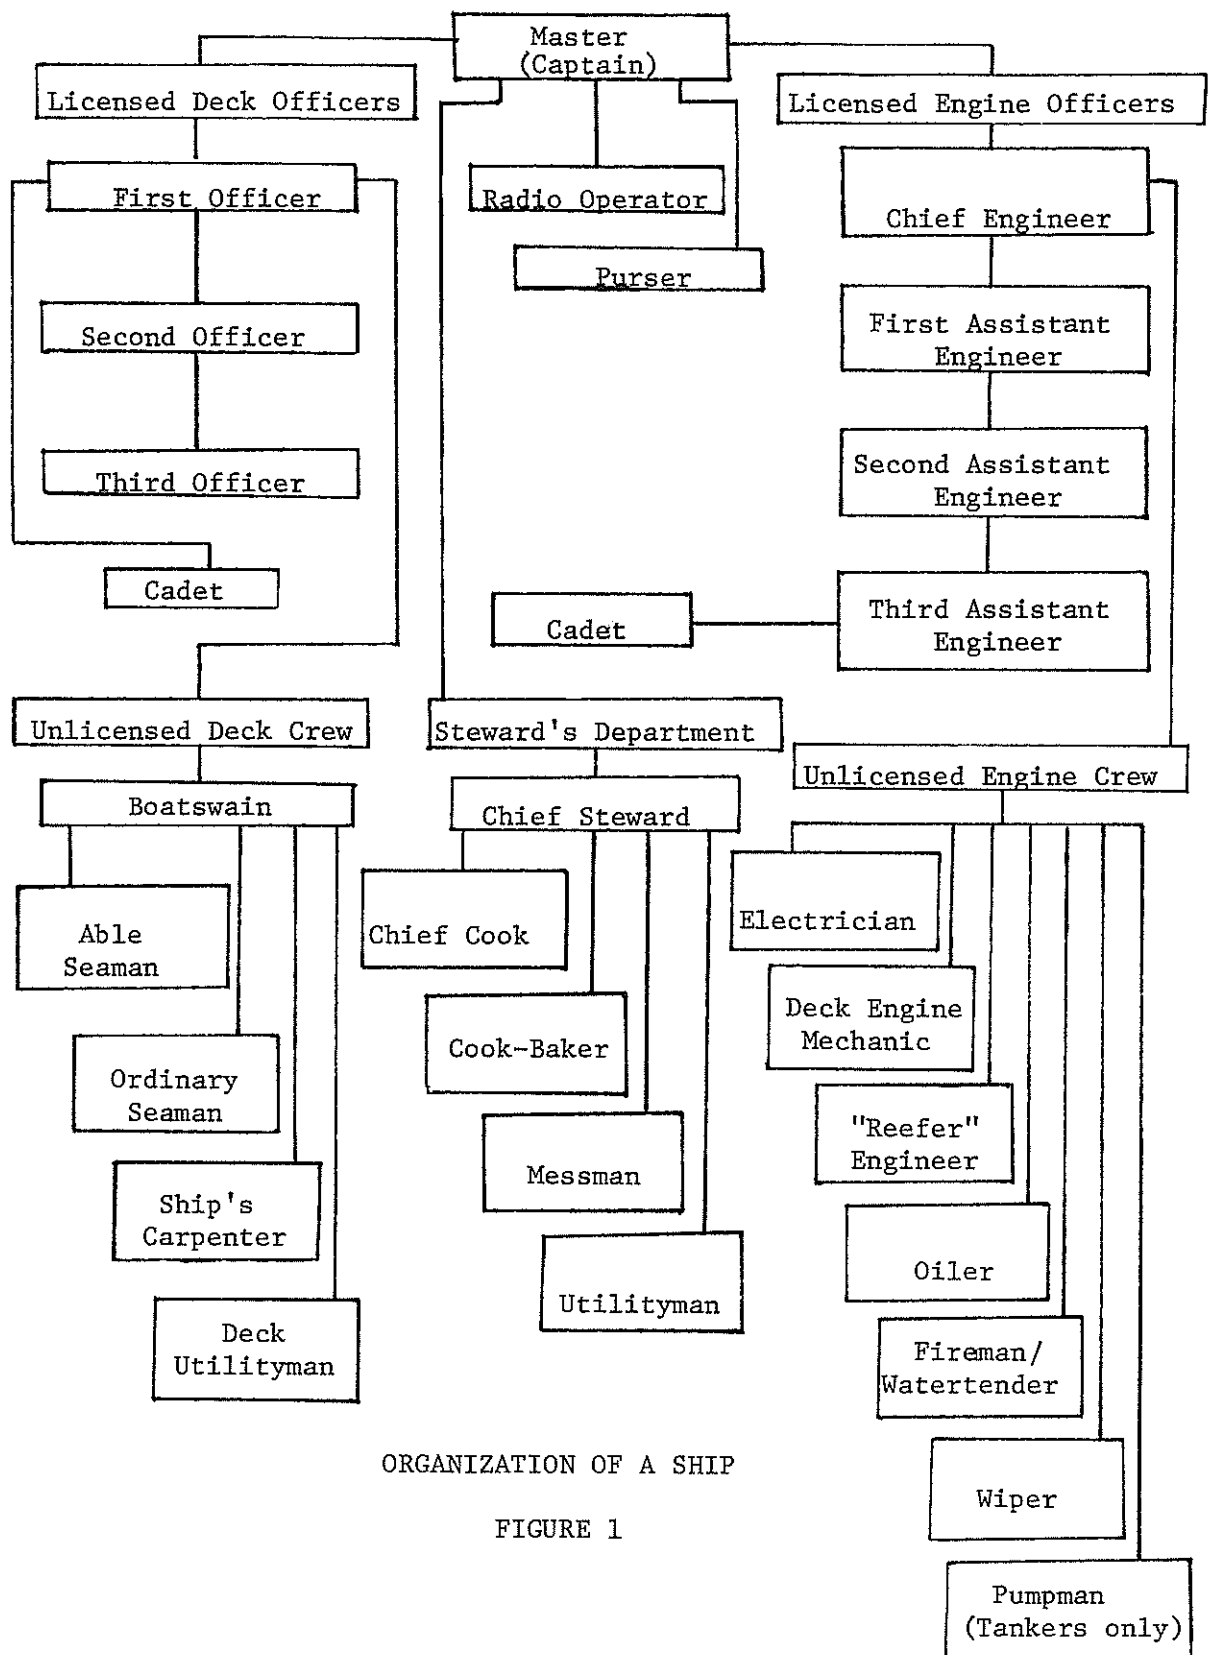 Master
(Captain)
Licensed Deck Officers
Licensed Engine Officers
First Officer
Radio Operator
Chief Engineer
Purser
Second Officer
First Assistant
Engineer
Third Officer
Second Assistant
Engineer
Cadet
Cadet
Third Assistant
Engineer
Unlicensed Deck Crew
Steward's Department
Unlicensed Engine Crew
Boatswain
Able
Seaman
Ordinary
Seaman
Ship's
Carpenter
Deck
Utilityman
Chief Steward
Chief Cook
Cook-Baker
Messman
Utilityman
Electrician
Deck Engine
Mechanic
"Reefer"
Engineer
Oiler
Fireman/
Watertender
Wiper
Pumpman
(Tankers only)
ORGANIZATION OF A SHIP
FIGURE 1